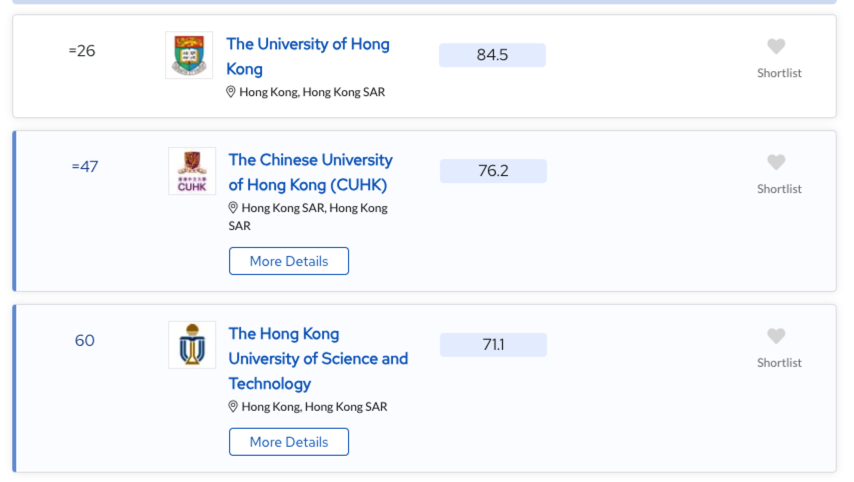 =26
The University of Hong
Kong
Hong Kong, Hong Kong SAR
84.5
Shortlist
=47
CUHK
The Chinese University
of Hong Kong (CUHK)
Hong Kong SAR, Hong Kong
SAR
More Details
76.2
Shortlist
60
The Hong Kong
University of Science and
Technology
Hong Kong, Hong Kong SAR
More Details
71.1
Shortlist